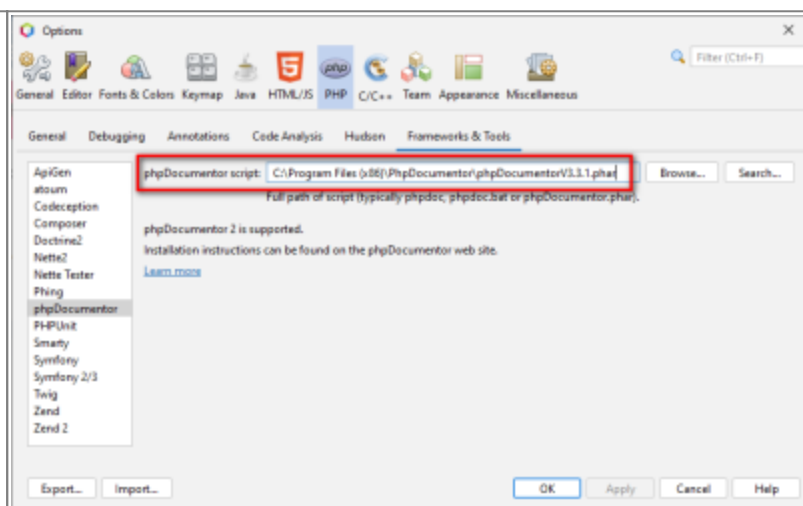 Options
Filter (Ctrl+F)
General Editor Fonts & Colors Keymap Java HTML/JS PHP C/C++ Team Appearance Miscellaneous
General Debugging Annotations Code Analysis Hudson Frameworks & Tools
ApiGen
atoum
Codeception
Composer
Doctrine2
Nette2
Nette Tester
Phing
phpDocumentor
PHPUnit
Smarty
Symfony
Symfony 2/3
Twig
Zend
Zend 2
phpDocumentor script: C:\Program Files (x86)\PhpDocumentor\phpDocumentorV3.3.1.phar Browse... Search...
Full path of script (typically phpdoc, phpdoc.bat or phpDocumentor.phar).
phpDocumentor 2 is supported.
Installation instructions can be found on the phpDocumentor web site.
Learn more
Export... Import... OK Apply Cancel Help